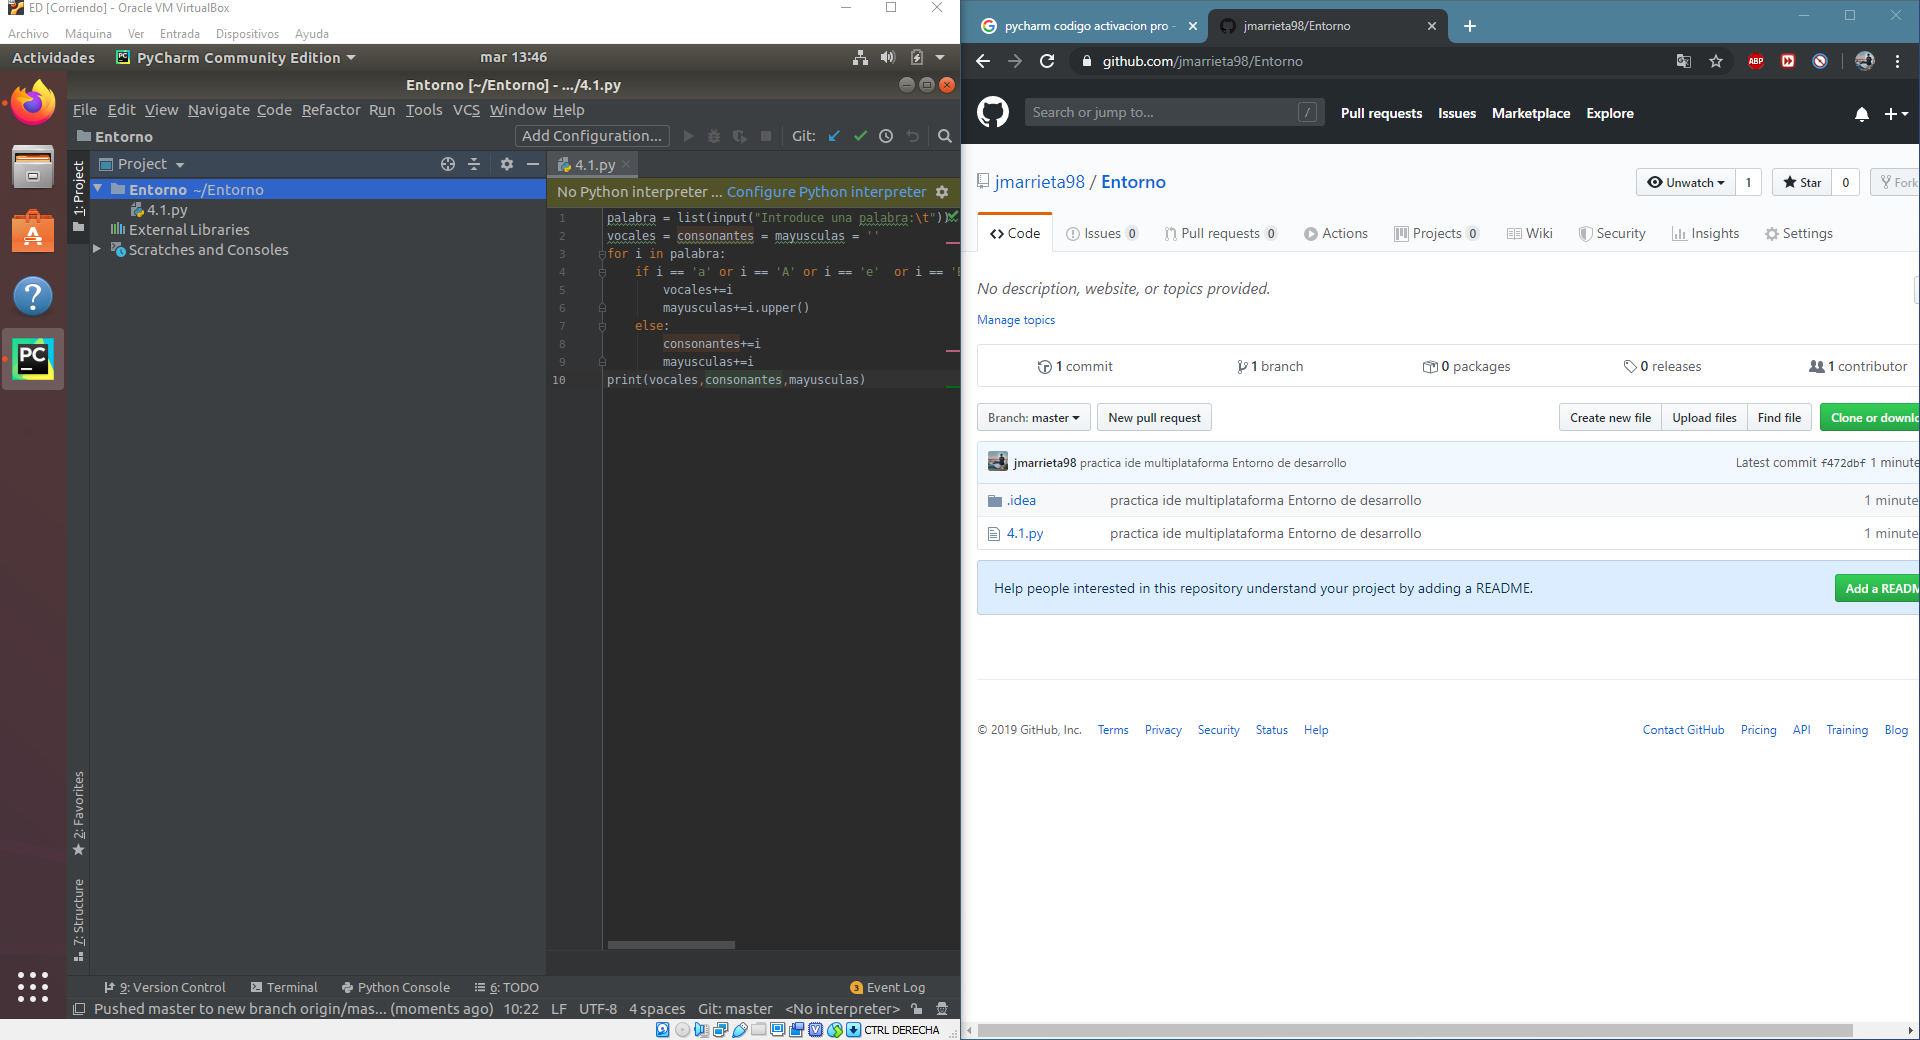 ED [Corriendo] - Oracle VM VirtualBox
Archivo Máquina Ver Entrada Dispositivos Ayuda
Actividades PyCharm Community Edition mar 13:46
Entorno [~/Entorno] - .../4.1.py
File Edit View Navigate Code Refactor Run Tools VCS Window Help
Entorno Add Configuration... Git:
1: Project
Project
Entorno ~/Entorno
4.1.py
External Libraries
Scratches and Consoles
2: Favorites
7: Structure
4.1.py
No Python interpreter ... Configure Python interpreter
1 palabra = list(input("Introduce una palabra:\t"))
2 vocales = consonantes = mayusculas = ''
3 for i in palabra:
4 if i == 'a' or i == 'A' or i == 'e'  or i == '
5 vocales+=i
6 mayusculas+=i.upper()
7 else:
8 consonantes+=i
9 mayusculas+=i
10 print(vocales,consonantes,mayusculas)
9: Version Control Terminal Python Console 6: TODO 3 Event Log
Pushed master to new branch origin/mas... (moments ago) 10:22 LF UTF-8 4 spaces Git: master <No interpreter>
CTRL DERECHA
pycharm codigo activacion pro - jmarrieta98/Entorno
github.com/jmarrieta98/Entorno
ABP
Search or jump to... / Pull requests Issues Marketplace Explore
jmarrieta98 / Entorno Unwatch 1 Star 0 Fork
Code Issues 0 Pull requests 0 Actions Projects 0 Wiki Security Insights Settings
No description, website, or topics provided.
Manage topics
1 commit 1 branch 0 packages 0 releases 1 contributor
Branch: master New pull request Create new file Upload files Find file Clone or downlo
jmarrieta98 practica ide multiplataforma Entorno de desarrollo Latest commit f472dbf 1 minute
.idea practica ide multiplataforma Entorno de desarrollo 1 minute
4.1.py practica ide multiplataforma Entorno de desarrollo 1 minute
Help people interested in this repository understand your project by adding a README. Add a READM
© 2019 GitHub, Inc. Terms Privacy Security Status Help Contact GitHub Pricing API Training Blog